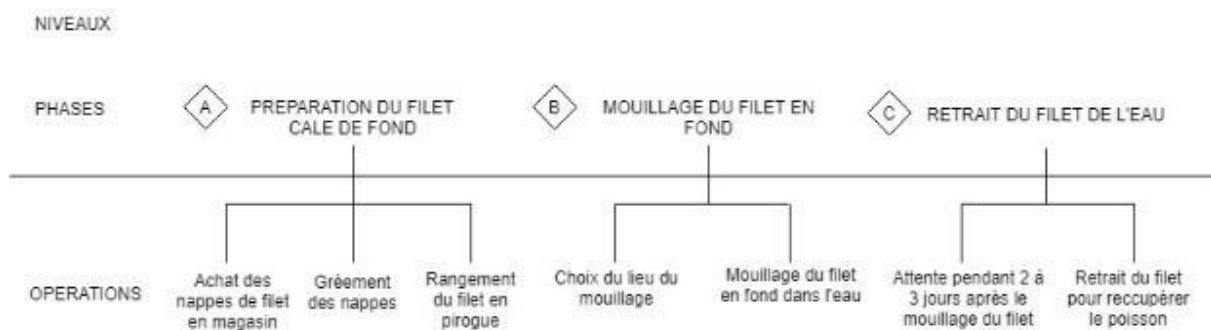 NIVEAUX
PHASES
A
PREPARATION DU FILET
CALE DE FOND
B
MOUILLAGE DU FILET EN
FOND
C
RETRAIT DU FILET DE L'EAU
OPERATIONS
Achat des
nappes de filet
en magasin
Grèement
des nappes
Rangement
du filet en
pirogue
Choix du lieu du
mouillage
Mouillage du filet
en fond dans l'eau
Attente pendant 2 à
3 jours après le
mouillage du filet
Retrait du filet
pour reccupèrer
le poisson